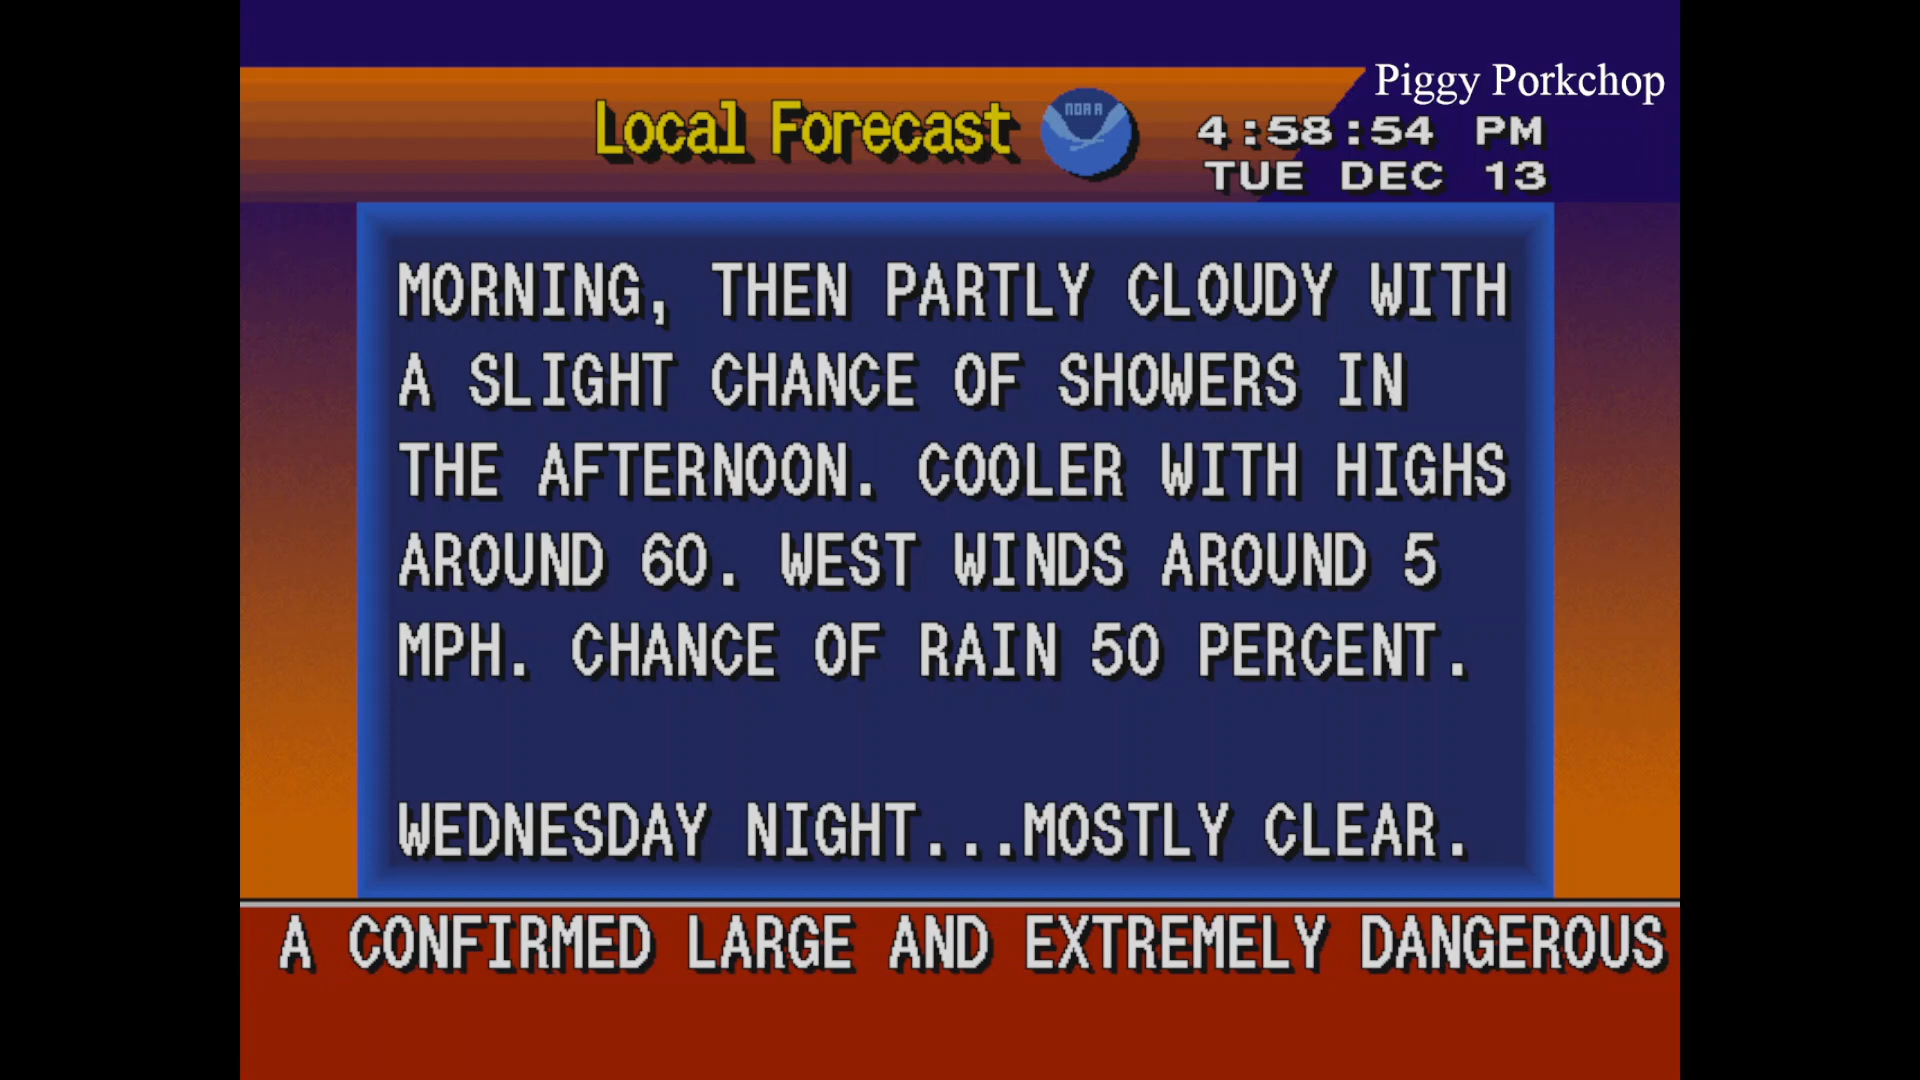 Piggy Porkchop
Local Forecast
NOAA
4:58:54 PM
TUE DEC 13
MORNING, THEN PARTLY CLOUDY WITH
A SLIGHT CHANCE OF SHOWERS IN
THE AFTERNOON. COOLER WITH HIGHS
AROUND 60. WEST WINDS AROUND 5
MPH. CHANCE OF RAIN 50 PERCENT.
WEDNESDAY NIGHT...MOSTLY CLEAR.
A CONFIRMED LARGE AND EXTREMELY DANGEROUS